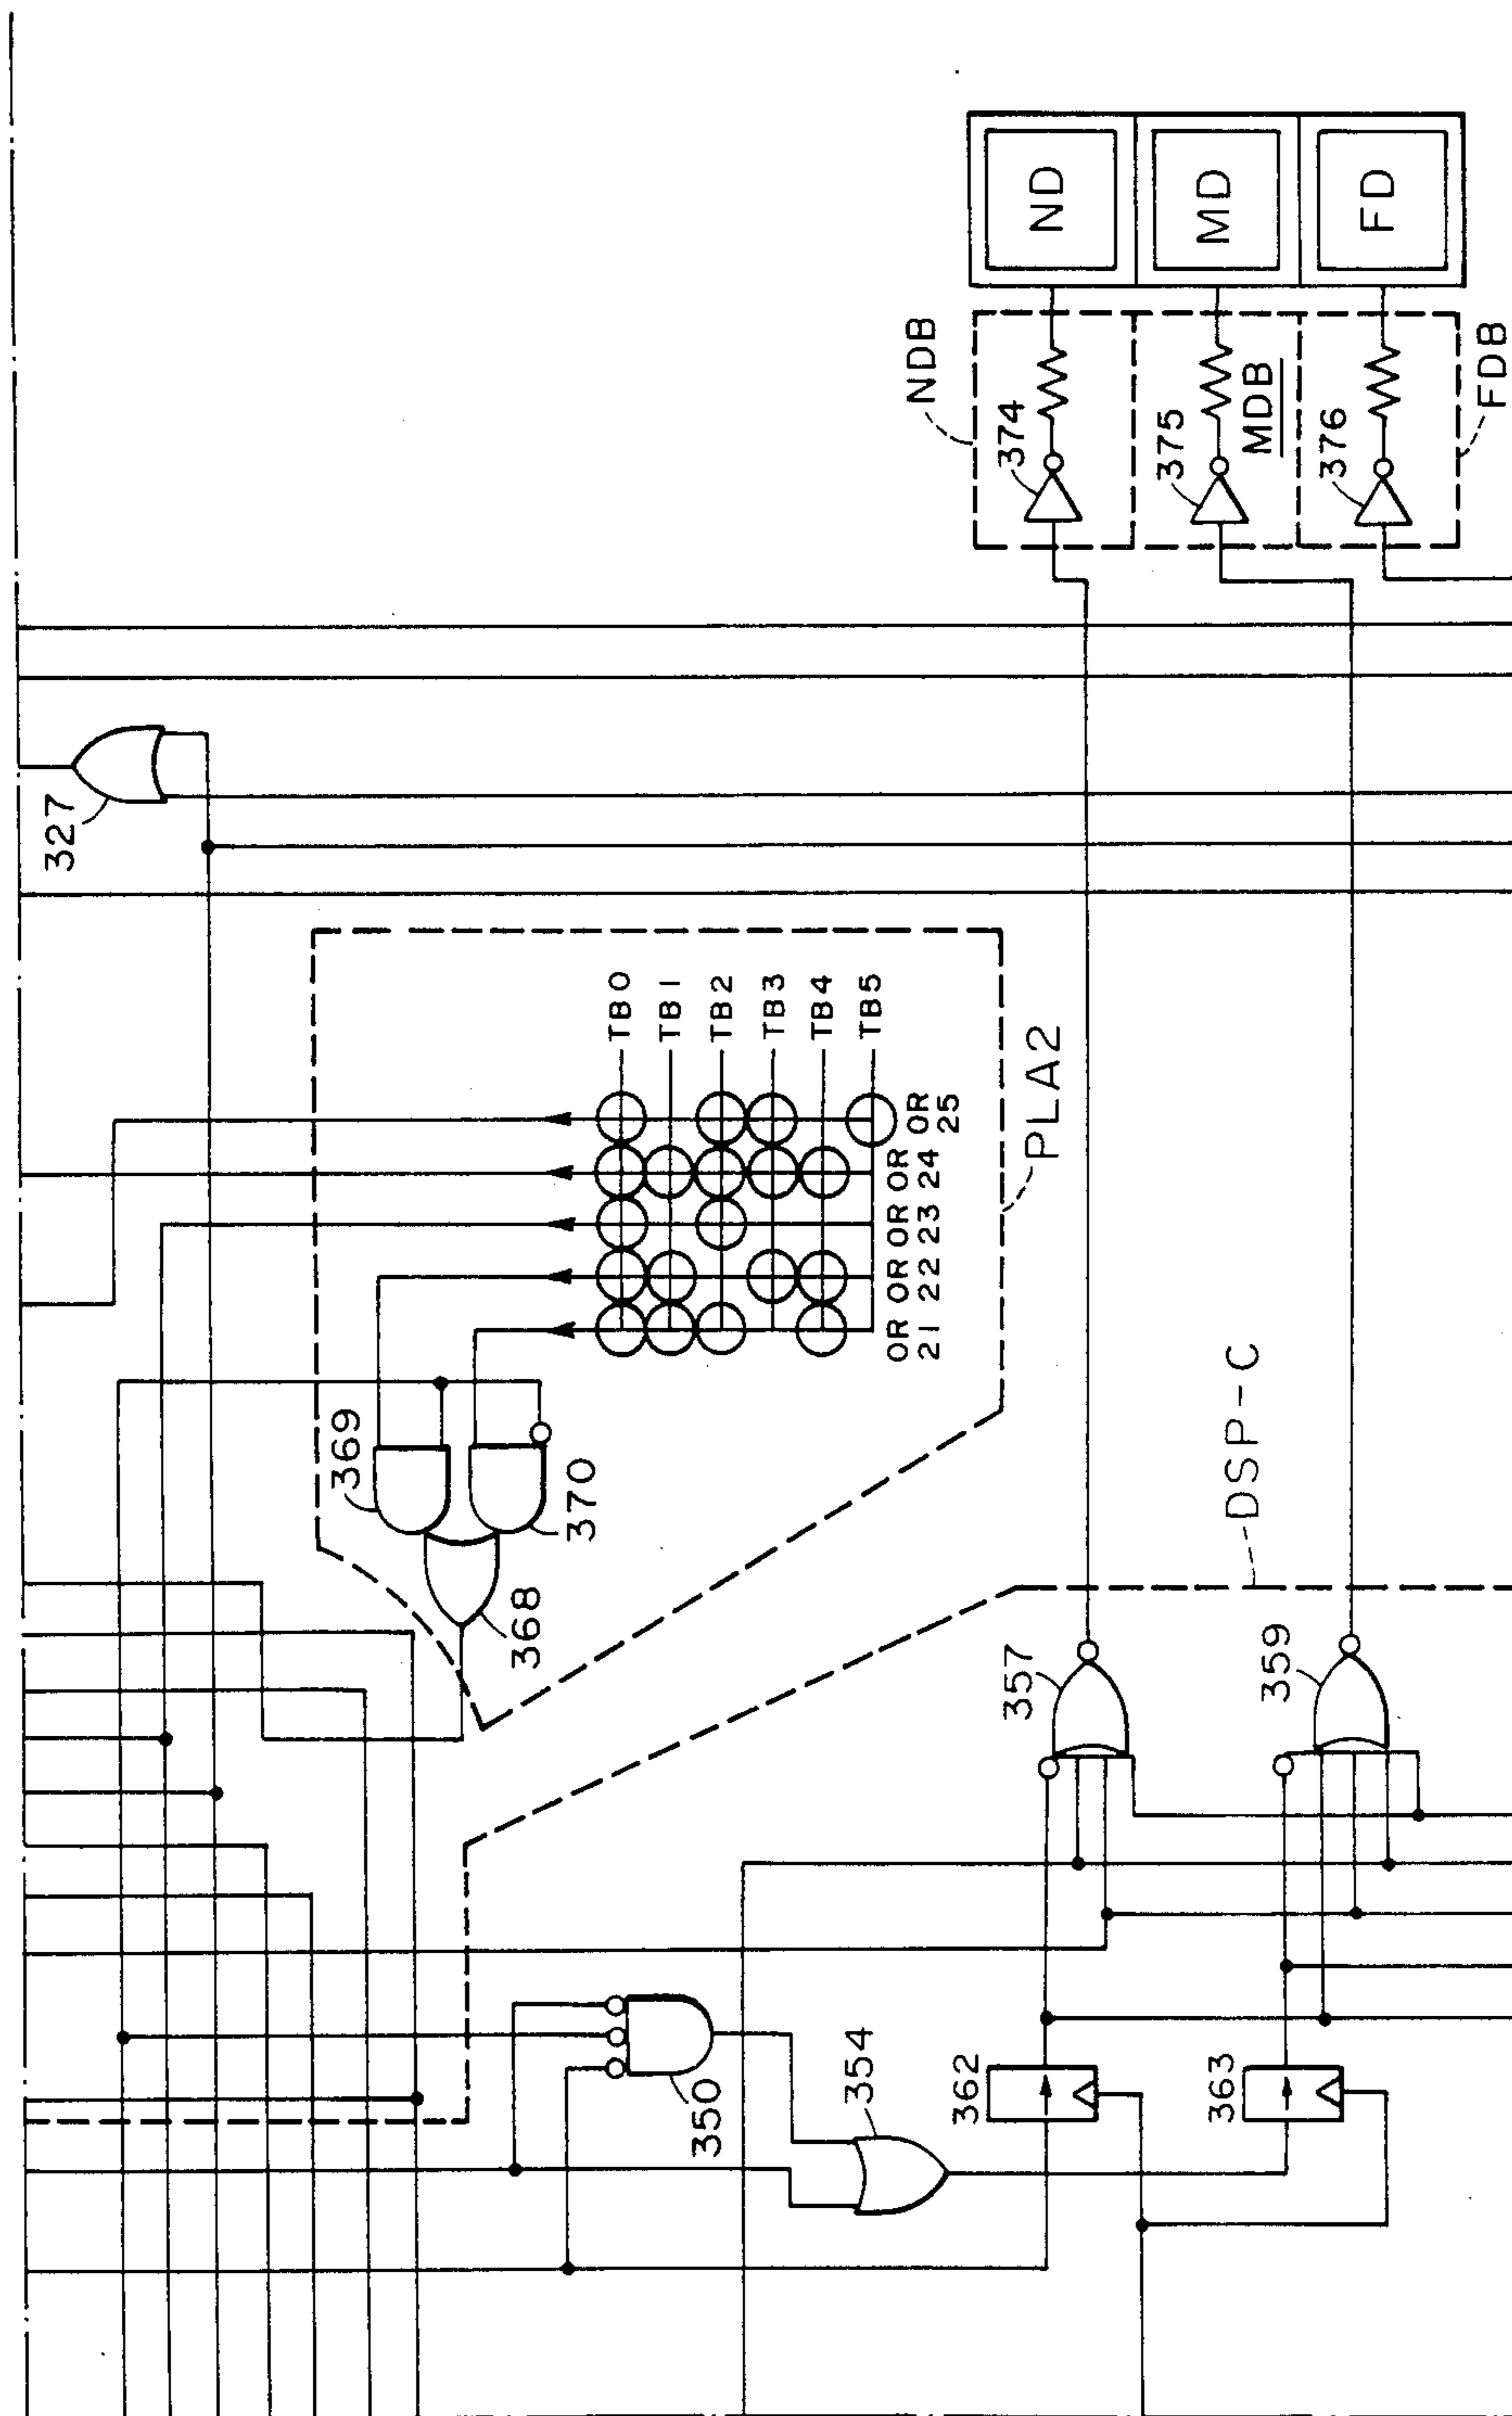 ND
MD
FD
NDB
374
375
MDB
376
FDB
327
TB0
TB1
TB2
TB3
TB4
TB5
OR
21
OR
22
OR
23
OR
24
OR
25
PLA2
369
370
368
DSP-C
357
359
350
354
362
363